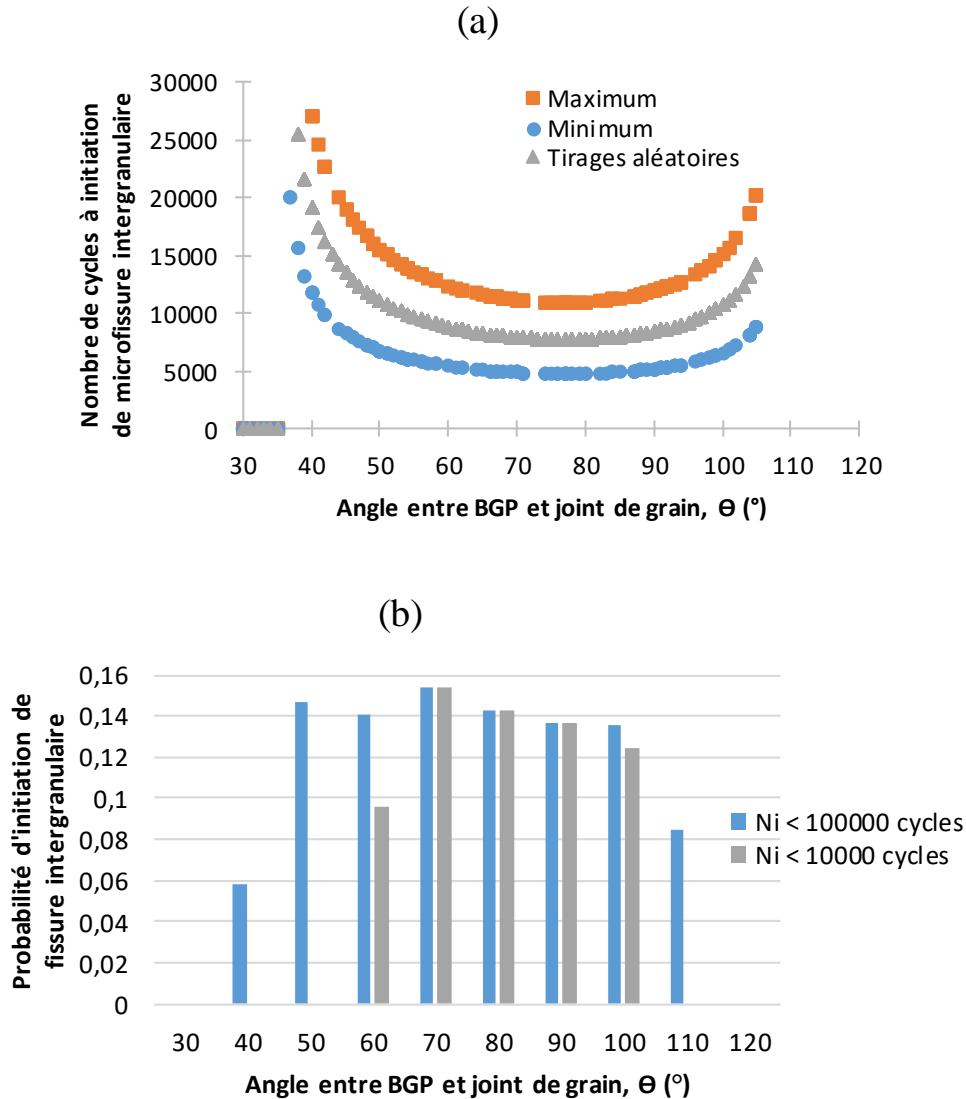 (a)
Nombre de cycles à initiation
de microfissure intergranulaire
30000
25000
20000
15000
10000
5000
0
Maximum
Minimum
Tirages aléatoires
30 40 50 60 70 80 90 100 110 120
Angle entre BGP et joint de grain, Ɵ (°)
(b)
Probabilité d'initiation de
fissure intergranulaire
0,16
0,14
0,12
0,1
0,08
0,06
0,04
0,02
0
Ni < 100000 cycles
Ni < 10000 cycles
30 40 50 60 70 80 90 100 110 120
Angle entre BGP et joint de grain, Ɵ (°)